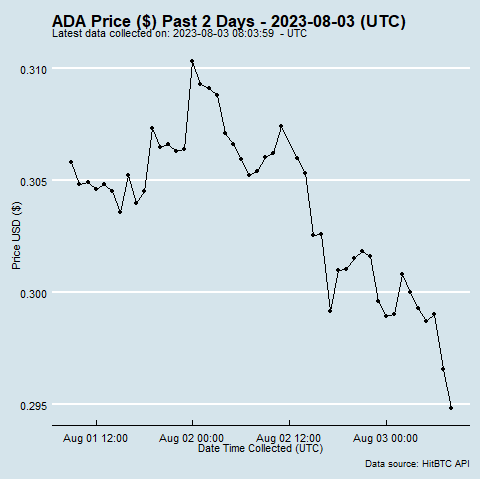 ADA Price ($) Past 2 Days - 2023-08-03 (UTC)
Latest data collected on: 2023-08-03 08:03:59 - UTC
0.310
0.305
0.300
0.295
Price USD ($)
Aug 01 12:00 Aug 02 00:00 Aug 02 12:00 Aug 03 00:00
Date Time Collected (UTC)
Data source: HitBTC API